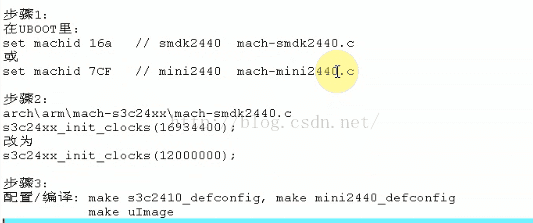 步骤1:
在UBOOT里:
set machid 16a // smdk2440 mach-smdk2440.c
或
set machid 7CF // mini2440 mach-mini2440.c
步骤2:
arch\arm\mach-s3c24xx\mach-smdk2440.c
s3c24xx_init_clocks(16934400);
http://blog.csdn.net/
改为
s3c24xx_init_clocks(12000000);
步骤3:
配置/编译: make s3c2410_defconfig, make mini2440_defconfig
make uImage